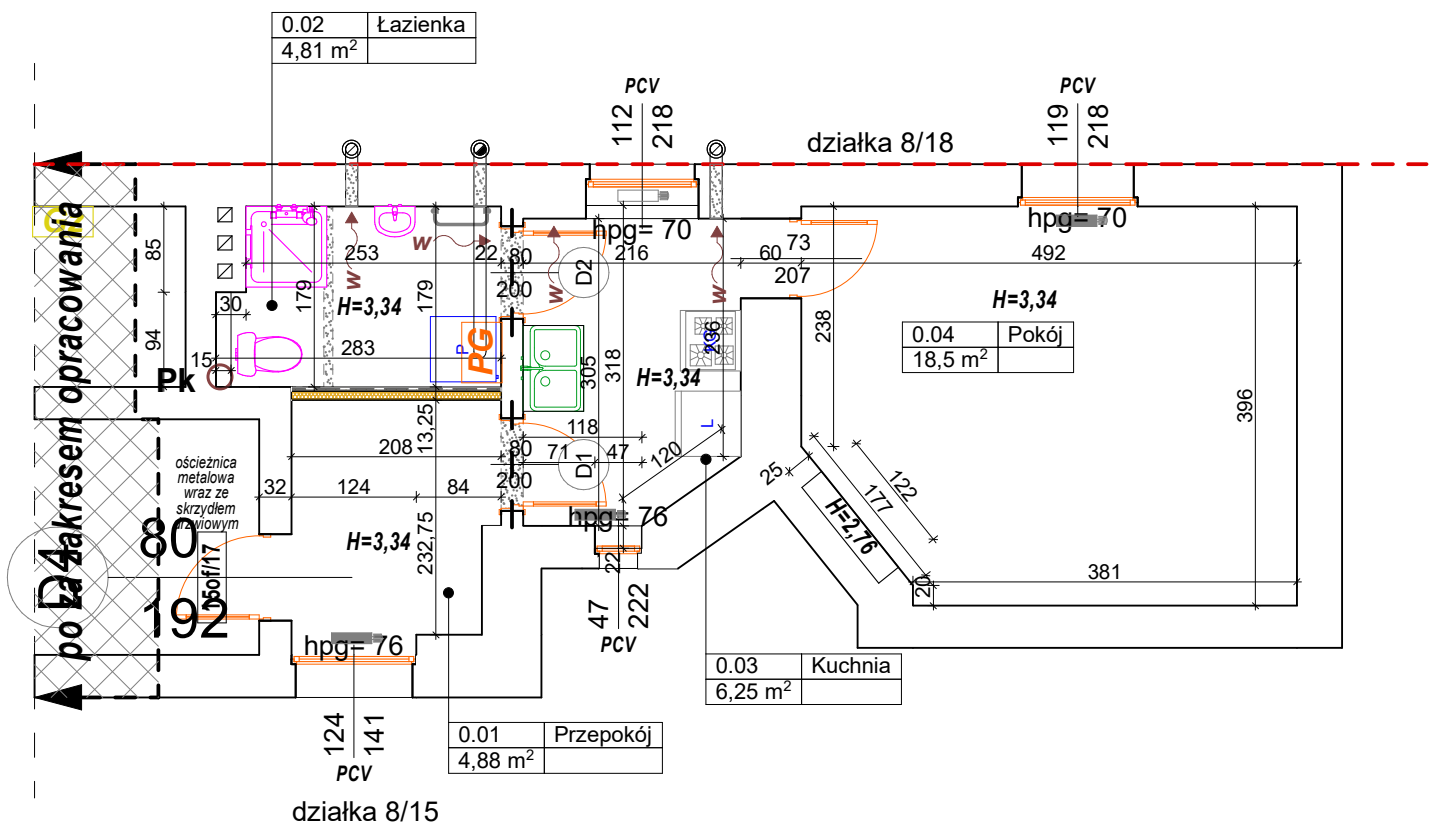 0.02 Łazienka
4,81 m²
PCV
112
218
działka 8/18
PCV
119
218
po za zakresem opracowania
G
85
94
30
15
Pk
179
253
W
H=3,34
179
W
22
283
P
PG
80
200
D2
W
hpg= 70
216
W
60
73
207
hpg= 70
492
H=3,34
0.04 Pokój
18,5 m²
238
396
305
318
H=3,34
236
KG
L
118
71
47
120
80
200
D1
hpg= 76
22
47
222
PCV
25
122
177
H=2,76
20
381
208
13,25
32
124
84
H=3,34
232,75
ościeżnica
metalowa
wraz ze
skrzydłem
drzwiowym
80
192
D4
15of/17
hpg= 76
124
141
PCV
0.03 Kuchnia
6,25 m²
0.01 Przepokój
4,88 m²
działka 8/15